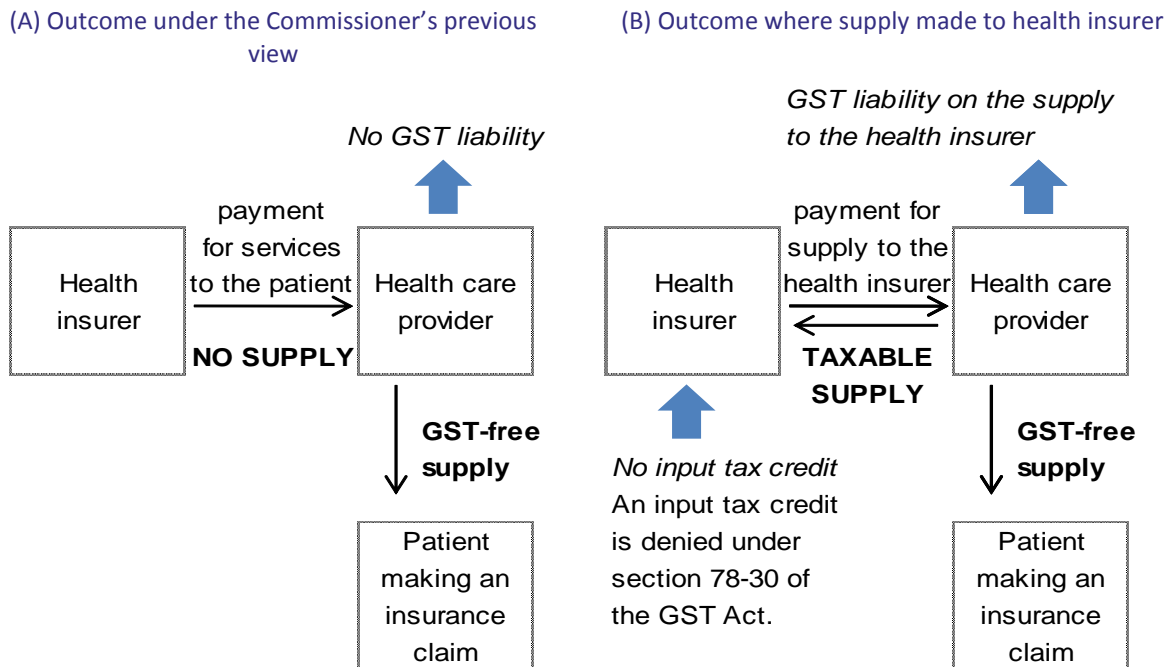 (A) Outcome under the Commissioner’s previous
view
No GST liability
payment
for services
to the patient
Health
insurer
Health care
provider
NO SUPPLY
GST-free
supply
Patient
making an
insurance
claim
(B) Outcome where supply made to health insurer
GST liability on the supply
to the health insurer
payment for
supply to the
health insurer
Health
insurer
Health care
provider
TAXABLE
SUPPLY
No input tax credit
An input tax credit
is denied under
section 78-30 of
the GST Act.
GST-free
supply
Patient
making an
insurance
claim